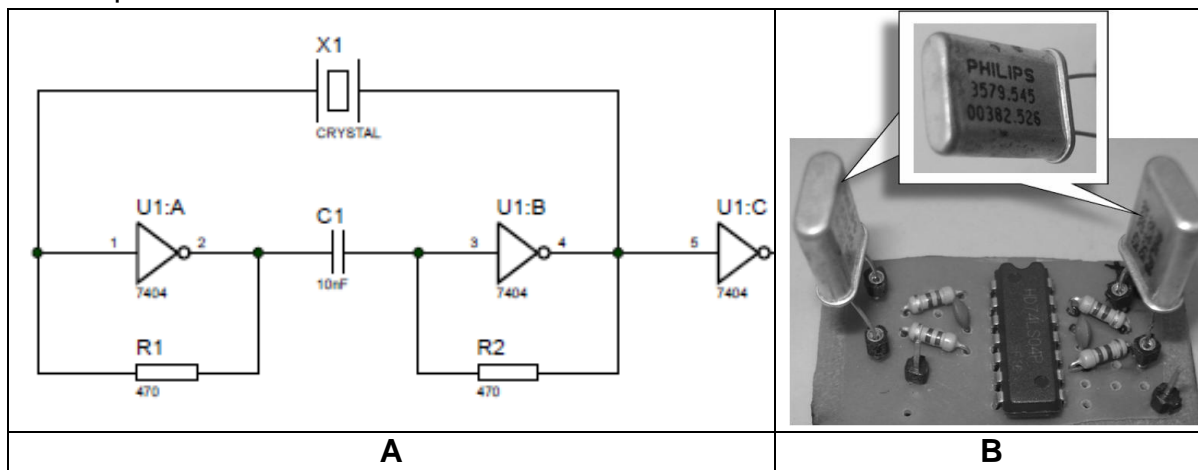 X1
CRYSTAL
U1:A
1
2
7404
C1
10nF
U1:B
3
4
7404
U1:C
5
7404
R1
470
R2
470
PHILIPS
3579.545
00382.526
A
B